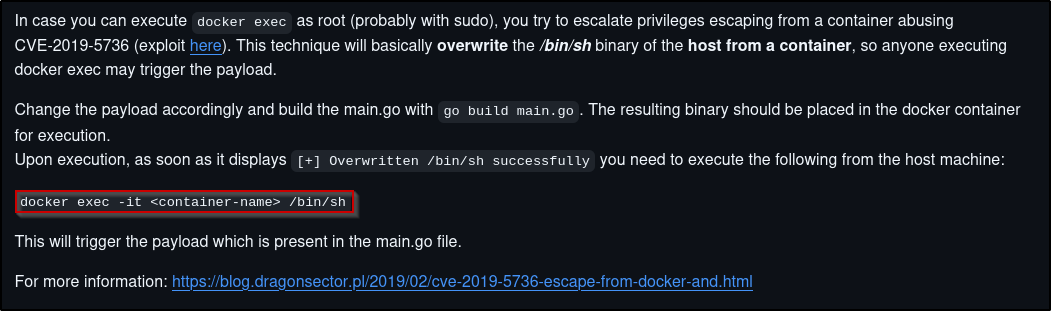 In case you can execute docker exec as root (probably with sudo), you try to escalate privileges escaping from a container abusing
CVE-2019-5736 (exploit here). This technique will basically overwrite the /bin/sh binary of the host from a container, so anyone executing
docker exec may trigger the payload.
Change the payload accordingly and build the main.go with go build main.go. The resulting binary should be placed in the docker container
for execution.
Upon execution, as soon as it displays [+] Overwritten /bin/sh successfully you need to execute the following from the host machine:
docker exec -it <container-name> /bin/sh
This will trigger the payload which is present in the main.go file.
For more information: https://blog.dragonsector.pl/2019/02/cve-2019-5736-escape-from-docker-and.html